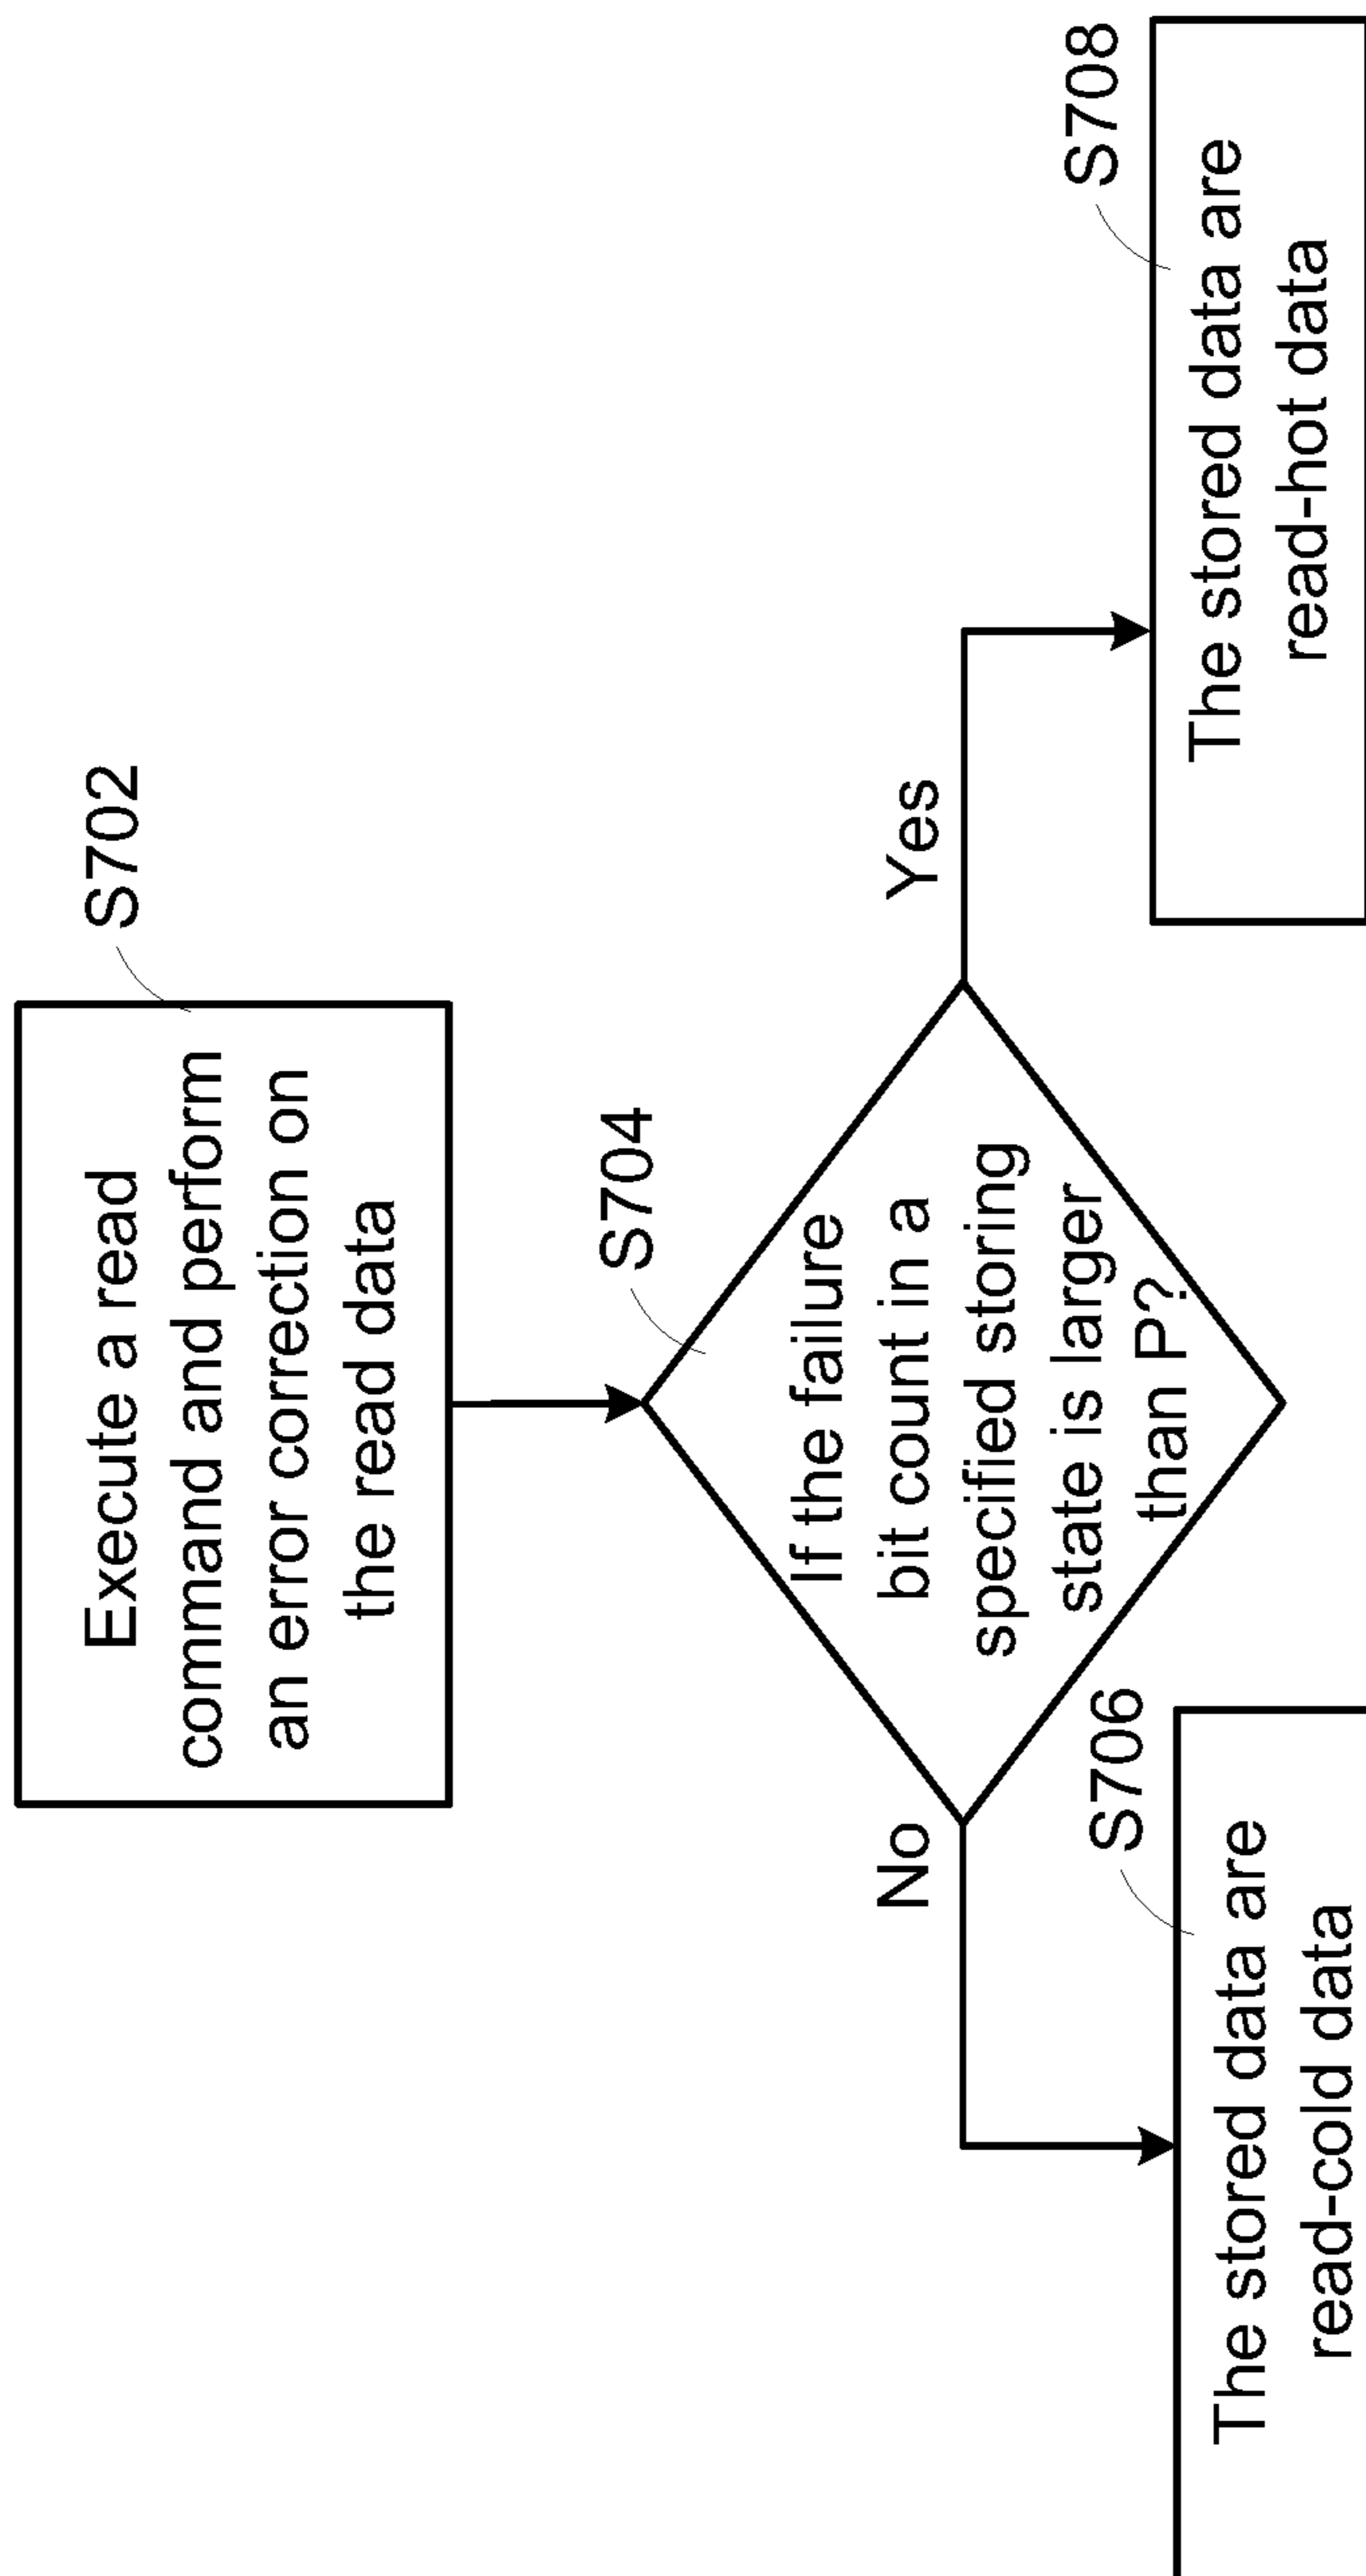 S702
Execute a read
command and perform
an error correction on
the read data
S704
If the failure
bit count in a
specified storing
state is larger
than P?
No
Yes
S706
The stored data are
read-cold data
S708
The stored data are
read-hot data